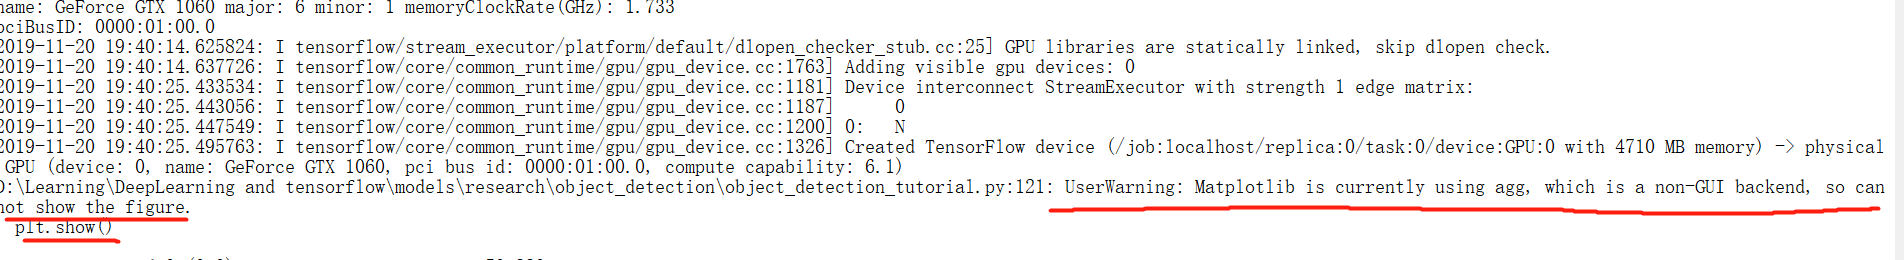 name: GeForce GTX 1060 major: 6 minor: 1 memoryClockRate(GHz): 1.733
pciBusID: 0000:01:00.0
2019-11-20 19:40:14.625824: I tensorflow/stream_executor/platform/default/dlopen_checker_stub.cc:25] GPU libraries are statically linked, skip dlopen check.
2019-11-20 19:40:14.637726: I tensorflow/core/common_runtime/gpu/gpu_device.cc:1763] Adding visible gpu devices: 0
2019-11-20 19:40:25.433534: I tensorflow/core/common_runtime/gpu/gpu_device.cc:1181] Device interconnect StreamExecutor with strength 1 edge matrix:
2019-11-20 19:40:25.443056: I tensorflow/core/common_runtime/gpu/gpu_device.cc:1187]      0
2019-11-20 19:40:25.447549: I tensorflow/core/common_runtime/gpu/gpu_device.cc:1200] 0:   N
2019-11-20 19:40:25.495763: I tensorflow/core/common_runtime/gpu/gpu_device.cc:1326] Created TensorFlow device (/job:localhost/replica:0/task:0/device:GPU:0 with 4710 MB memory) -> physical
GPU (device: 0, name: GeForce GTX 1060, pci bus id: 0000:01:00.0, compute capability: 6.1)
D:\Learning\DeepLearning and tensorflow\models\research\object_detection\object_detection_tutorial.py:121: UserWarning: Matplotlib is currently using agg, which is a non-GUI backend, so can
not show the figure.
plt.show()